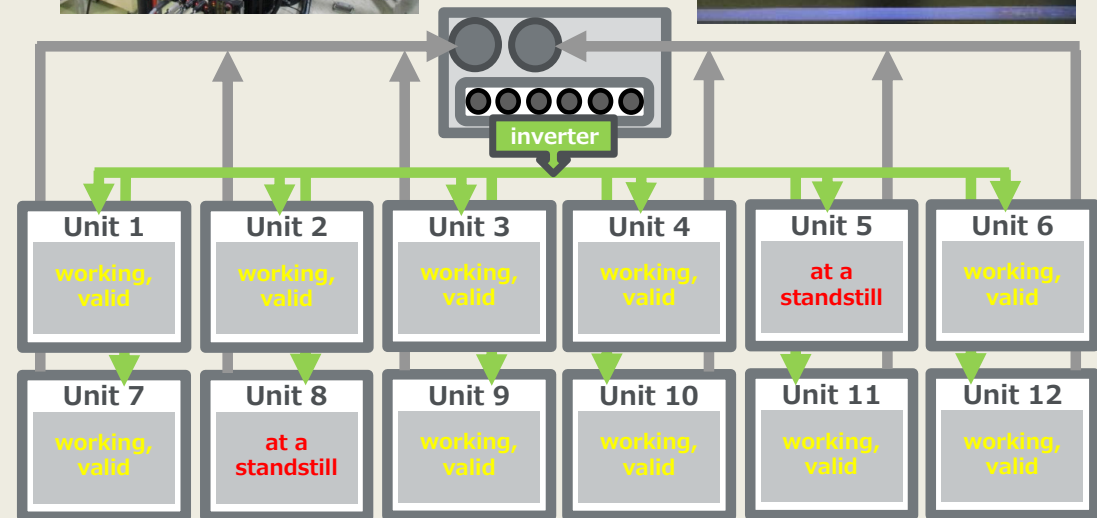 inverter
Unit 1
working,
valid
Unit 2
working,
valid
Unit 3
working,
valid
Unit 4
working,
valid
Unit 5
at a
standstill
Unit 6
working,
valid
Unit 7
working,
valid
Unit 8
at a
standstill
Unit 9
working,
valid
Unit 10
working,
valid
Unit 11
working,
valid
Unit 12
working,
valid